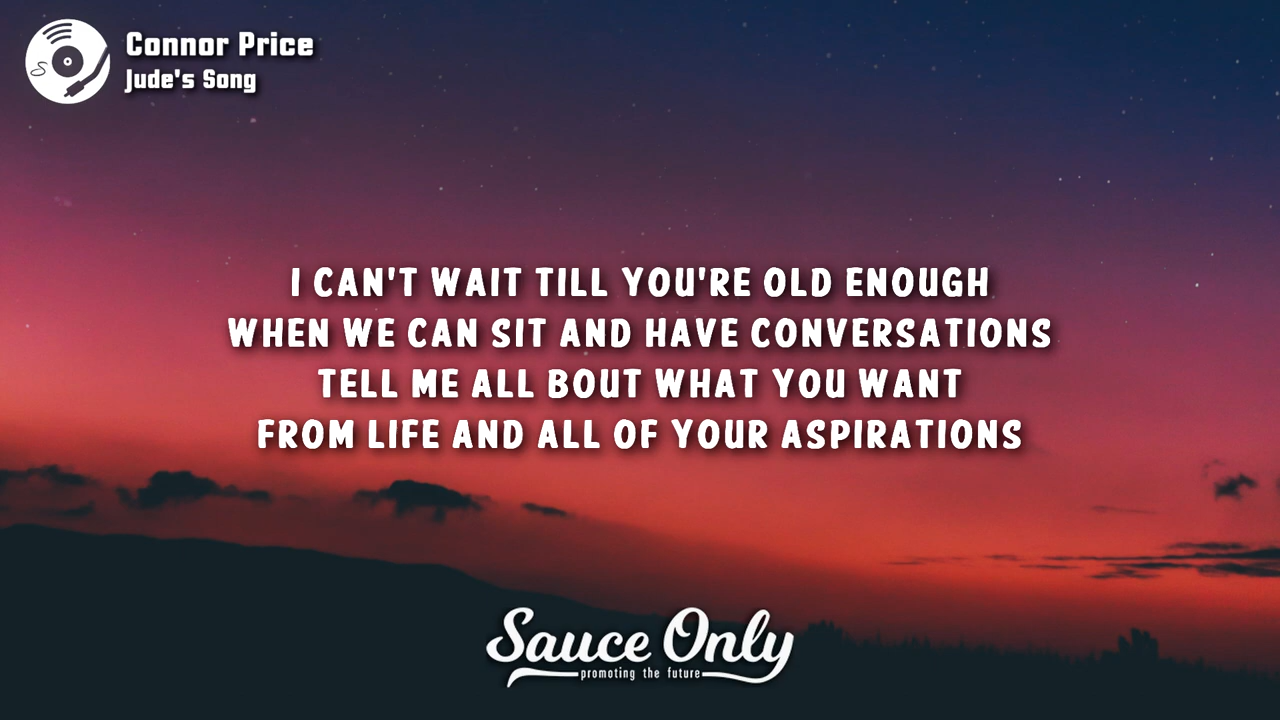 Connor Price
Jude's Song
I CAN'T WAIT TILL YOU'RE OLD ENOUGH
WHEN WE CAN SIT AND HAVE CONVERSATIONS
TELL ME ALL BOUT WHAT YOU WANT
FROM LIFE AND ALL OF YOUR ASPIRATIONS
Sauce Only
promoting the future